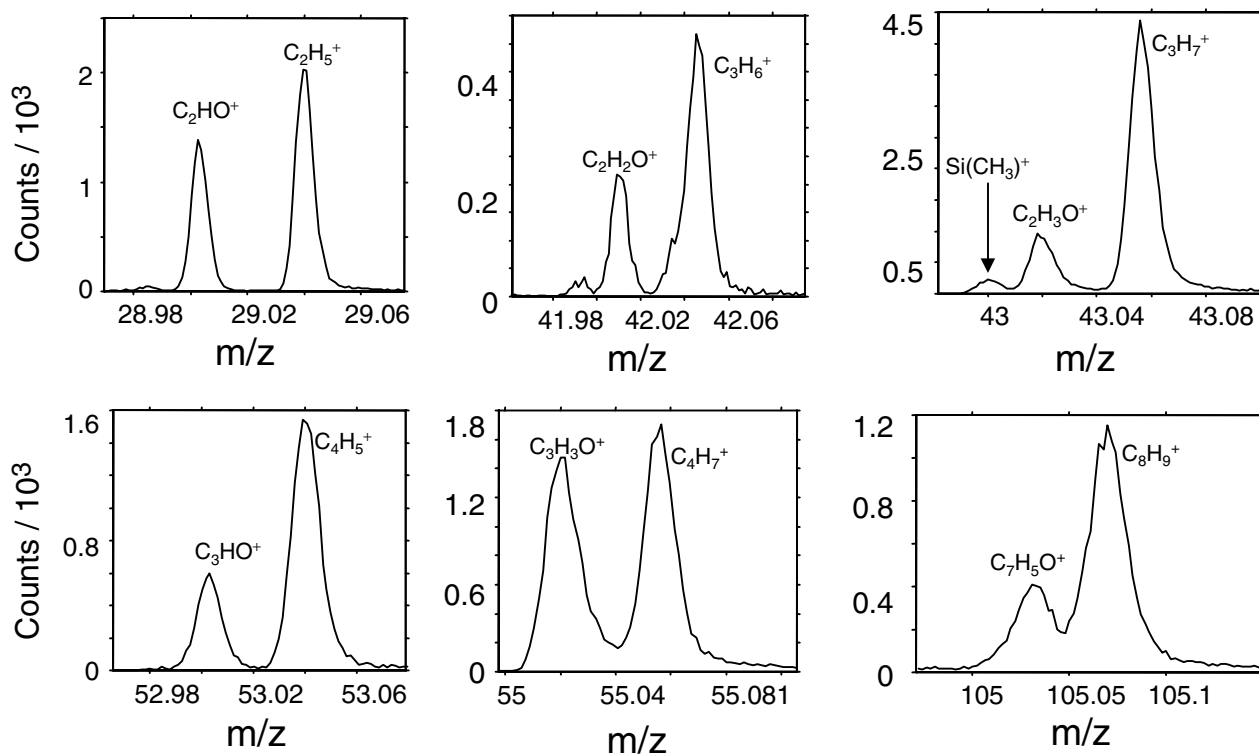 Counts / 10³
2
1
0
C₂HO⁺
C₂H₅⁺
28.98 29.02 29.06
m/z
0.4
0.2
0
C₂H₂O⁺
C₃H₆⁺
41.98 42.02 42.06
m/z
4.5
2.5
0.5
Si(CH₃)⁺
C₂H₃O⁺
C₃H₇⁺
43 43.04 43.08
m/z
Counts / 10³
1.6
0.8
0
C₃HO⁺
C₄H₅⁺
52.98 53.02 53.06
m/z
1.8
1.2
0.6
0
C₃H₃O⁺
C₄H₇⁺
55 55.04 55.081
m/z
1.2
0.8
0.4
0
C₇H₅O⁺
C₈H₉⁺
105 105.05 105.1
m/z